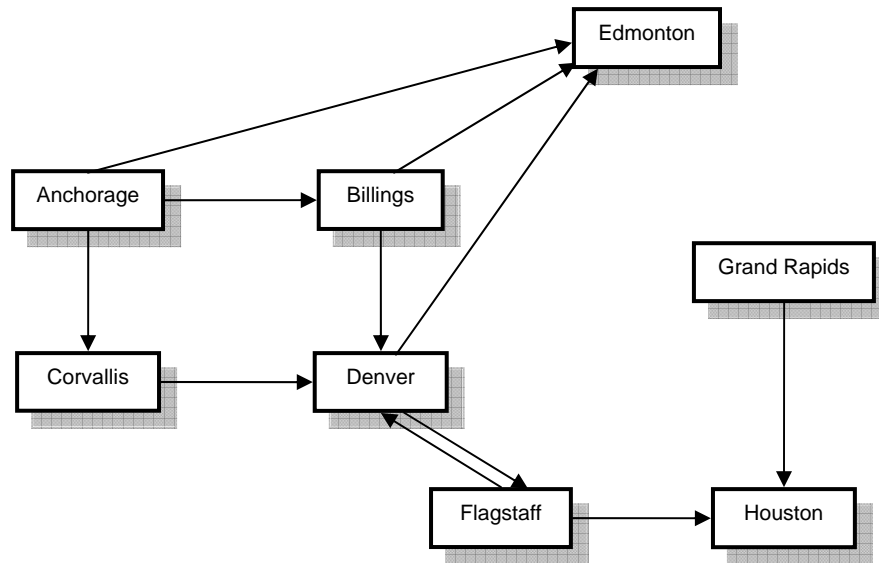 Edmonton
Anchorage
Billings
Grand Rapids
Corvallis
Denver
Flagstaff
Houston